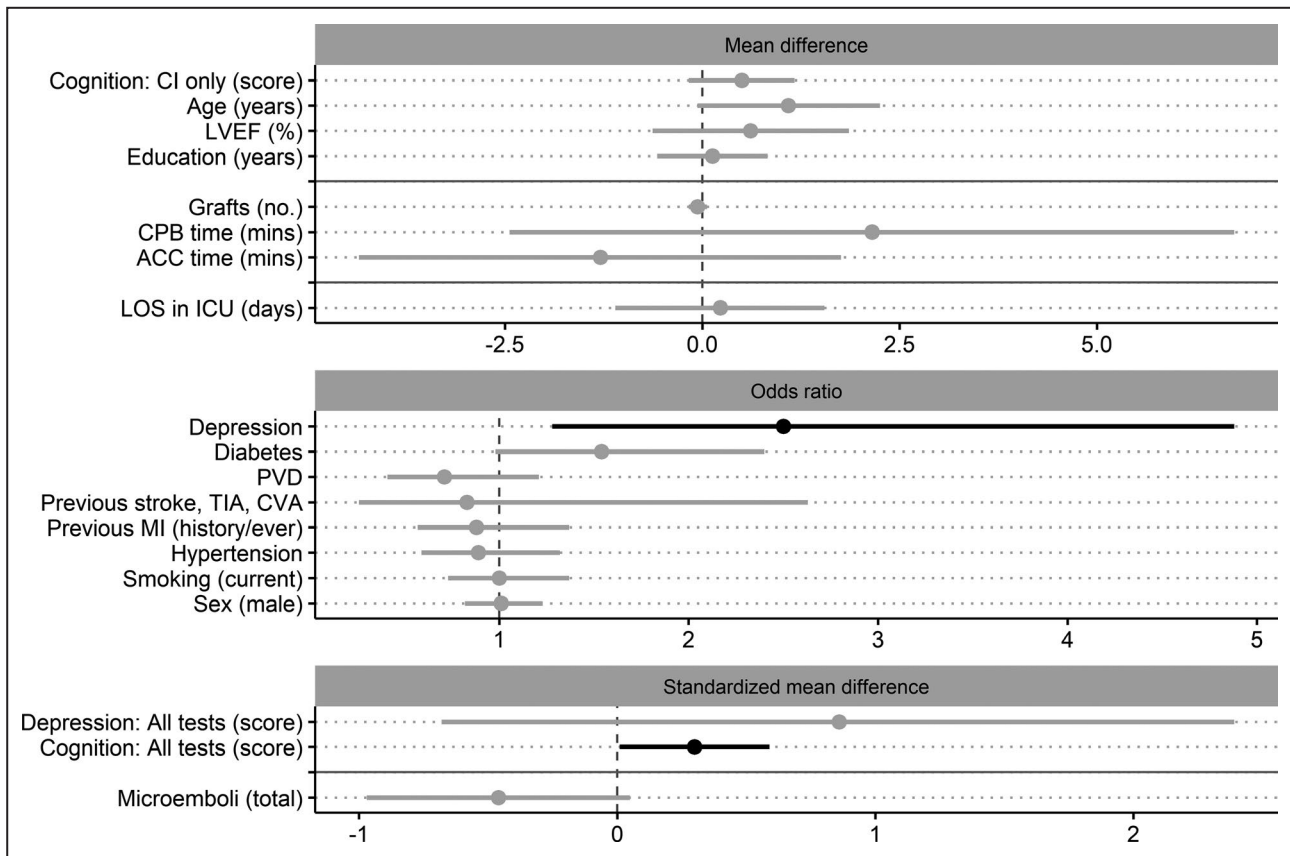 Mean difference
Cognition: CI only (score)
Age (years)
LVEF (%)
Education (years)
Grafts (no.)
CPB time (mins)
ACC time (mins)
LOS in ICU (days)
-2.5 0.0 2.5 5.0
Odds ratio
Depression
Diabetes
PVD
Previous stroke, TIA, CVA
Previous MI (history/ever)
Hypertension
Smoking (current)
Sex (male)
1 2 3 4 5
Standardized mean difference
Depression: All tests (score)
Cognition: All tests (score)
Microemboli (total)
-1 0 1 2